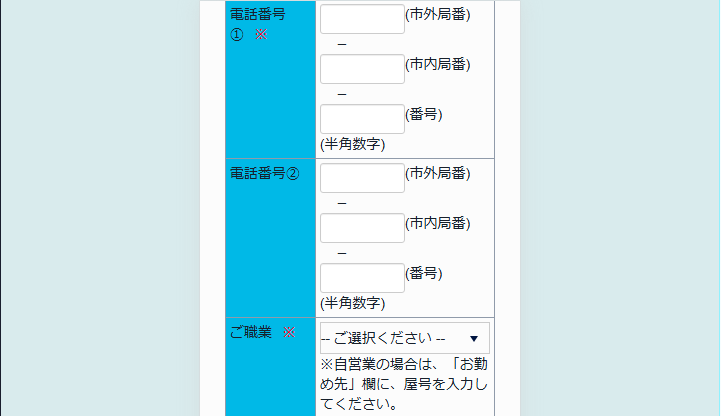 電話番号
① ※
(市外局番)
－
(市内局番)
－
(番号)
(半角数字)
電話番号②
(市外局番)
－
(市内局番)
－
(番号)
(半角数字)
ご職業 ※
-- ご選択ください --
※自営業の場合は、「お勤
め先」欄に、屋号を入力し
てください。